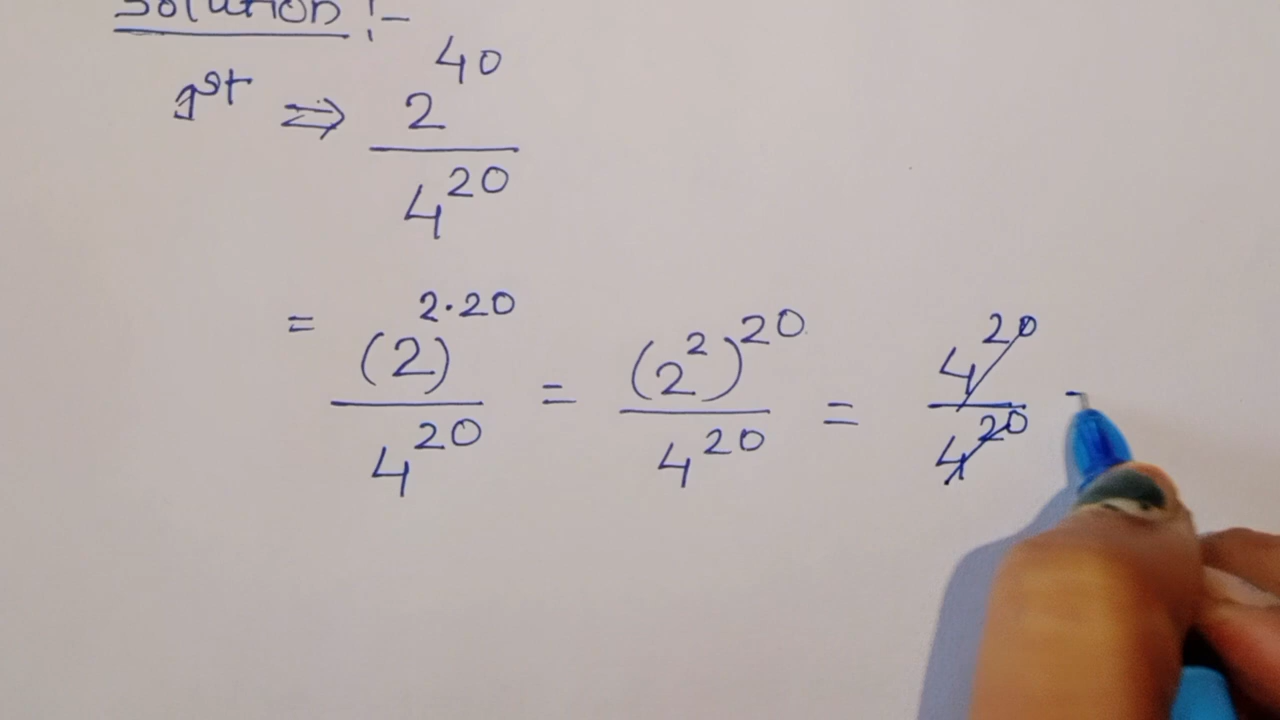 Solution :-
1st ⇒ 2^40 / 4^20
= (2)^2·20 / 4^20 = (2^2)^20 / 4^20 = 4^20 / 4^20 -